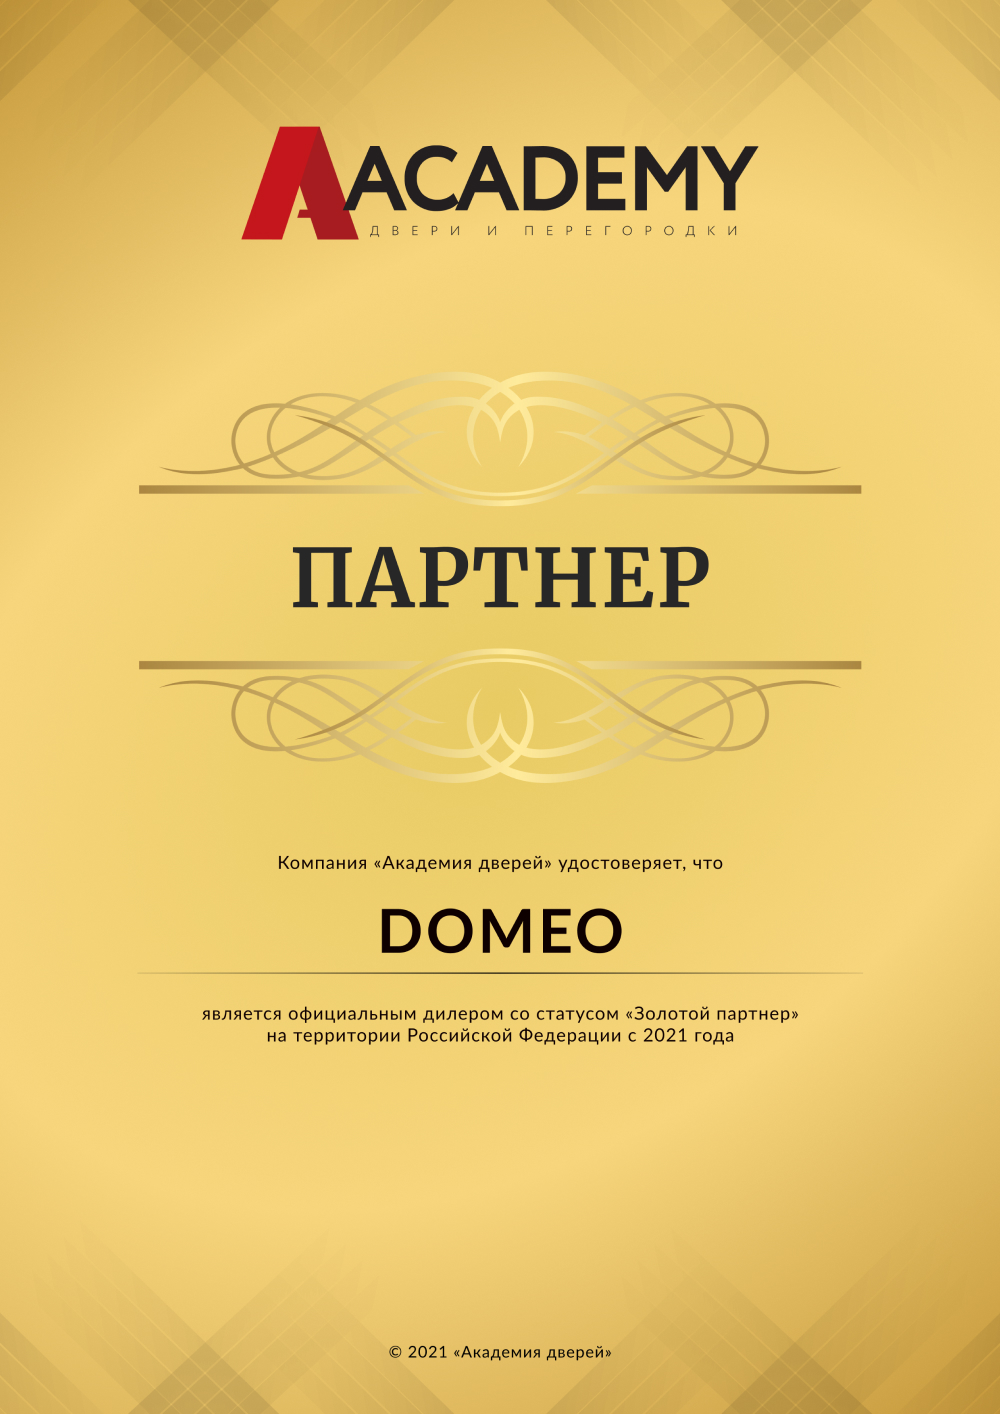 ACADEMY
ДВЕРИ И ПЕРЕГОРОДКИ
ПАРТНЕР
Компания «Академия дверей» удостоверяет, что
DOMEO
является официальным дилером со статусом «Золотой партнер»
на территории Российской Федерации с 2021 года
© 2021 «Академия дверей»